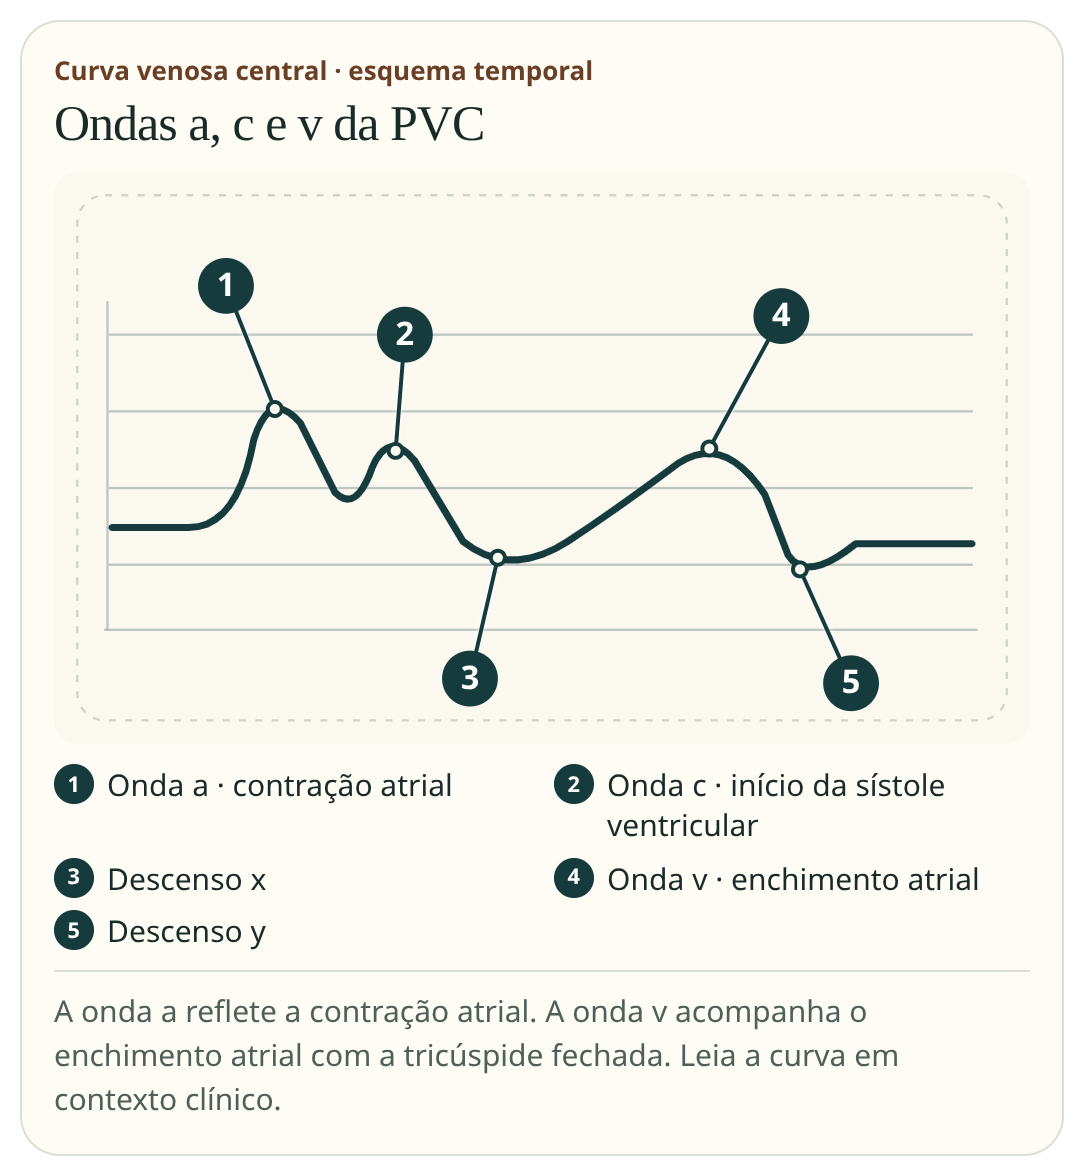 Curva venosa central · esquema temporal
Ondas a, c e v da PVC
1
2
4
3
5
1 Onda a · contração atrial
2 Onda c · início da sístole
ventricular
3 Descenso x
4 Onda v · enchimento atrial
5 Descenso y
A onda a reflete a contração atrial. A onda v acompanha o
enchimento atrial com a tricúspide fechada. Leia a curva em
contexto clínico.